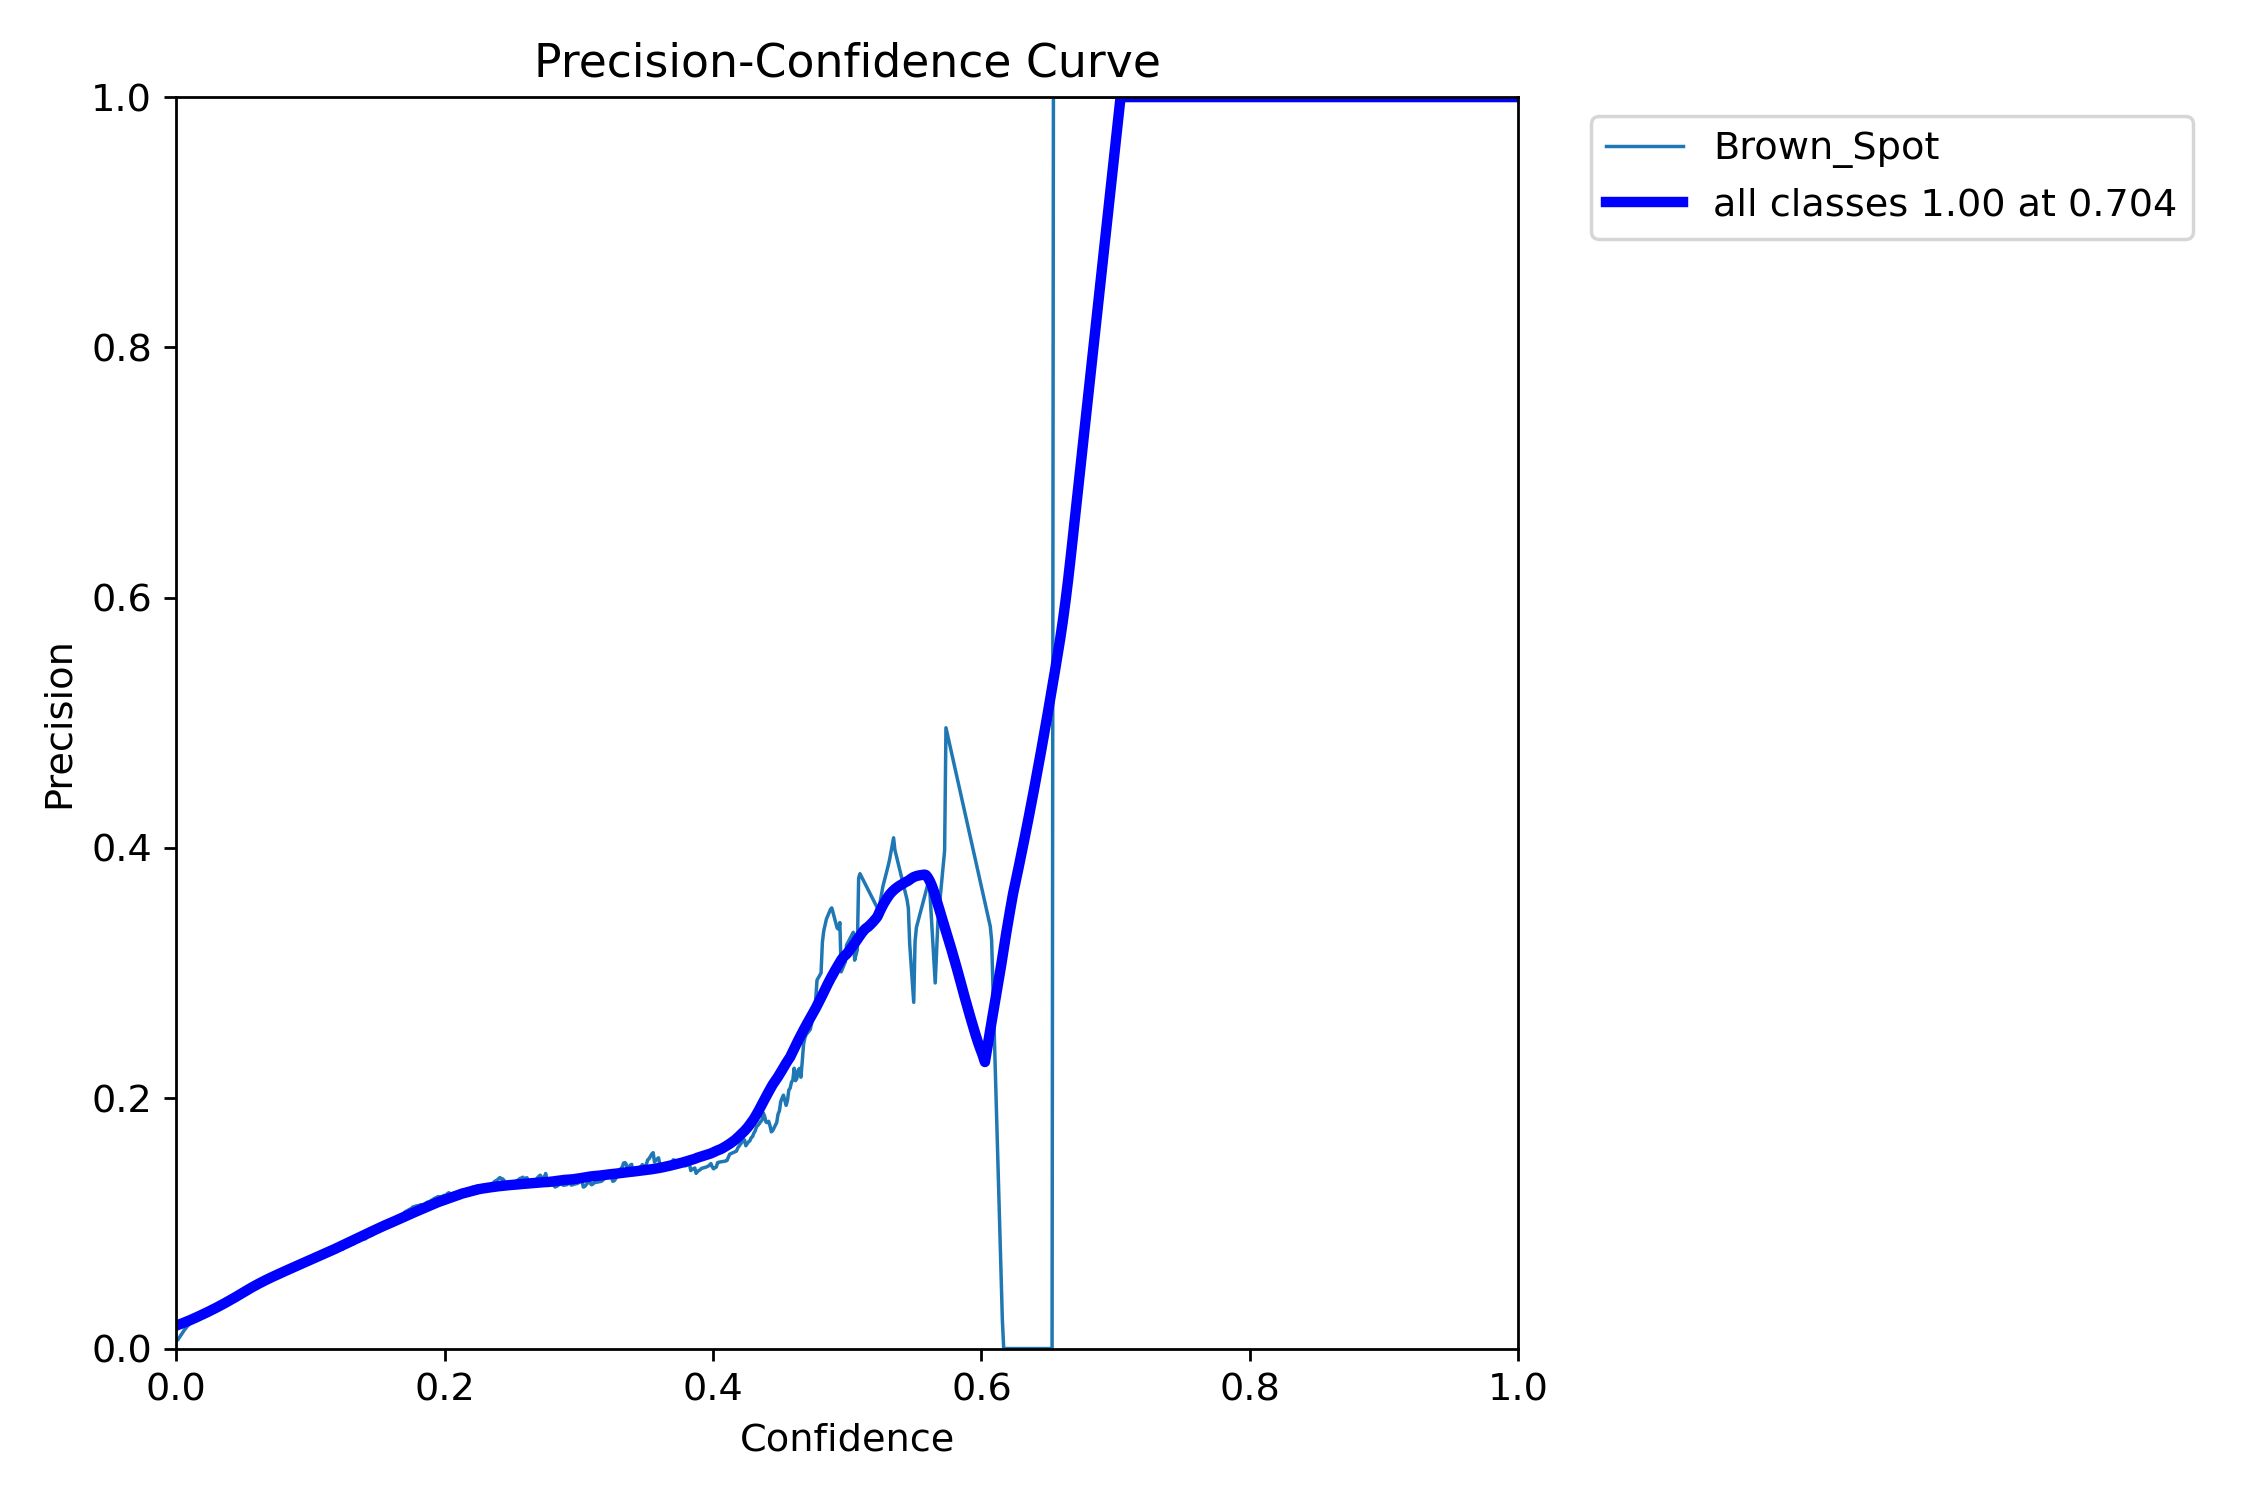 Precision-Confidence Curve
1.0
0.8
0.6
0.4
0.2
0.0
Precision
0.0 0.2 0.4 0.6 0.8 1.0
Confidence
Brown_Spot
all classes 1.00 at 0.704